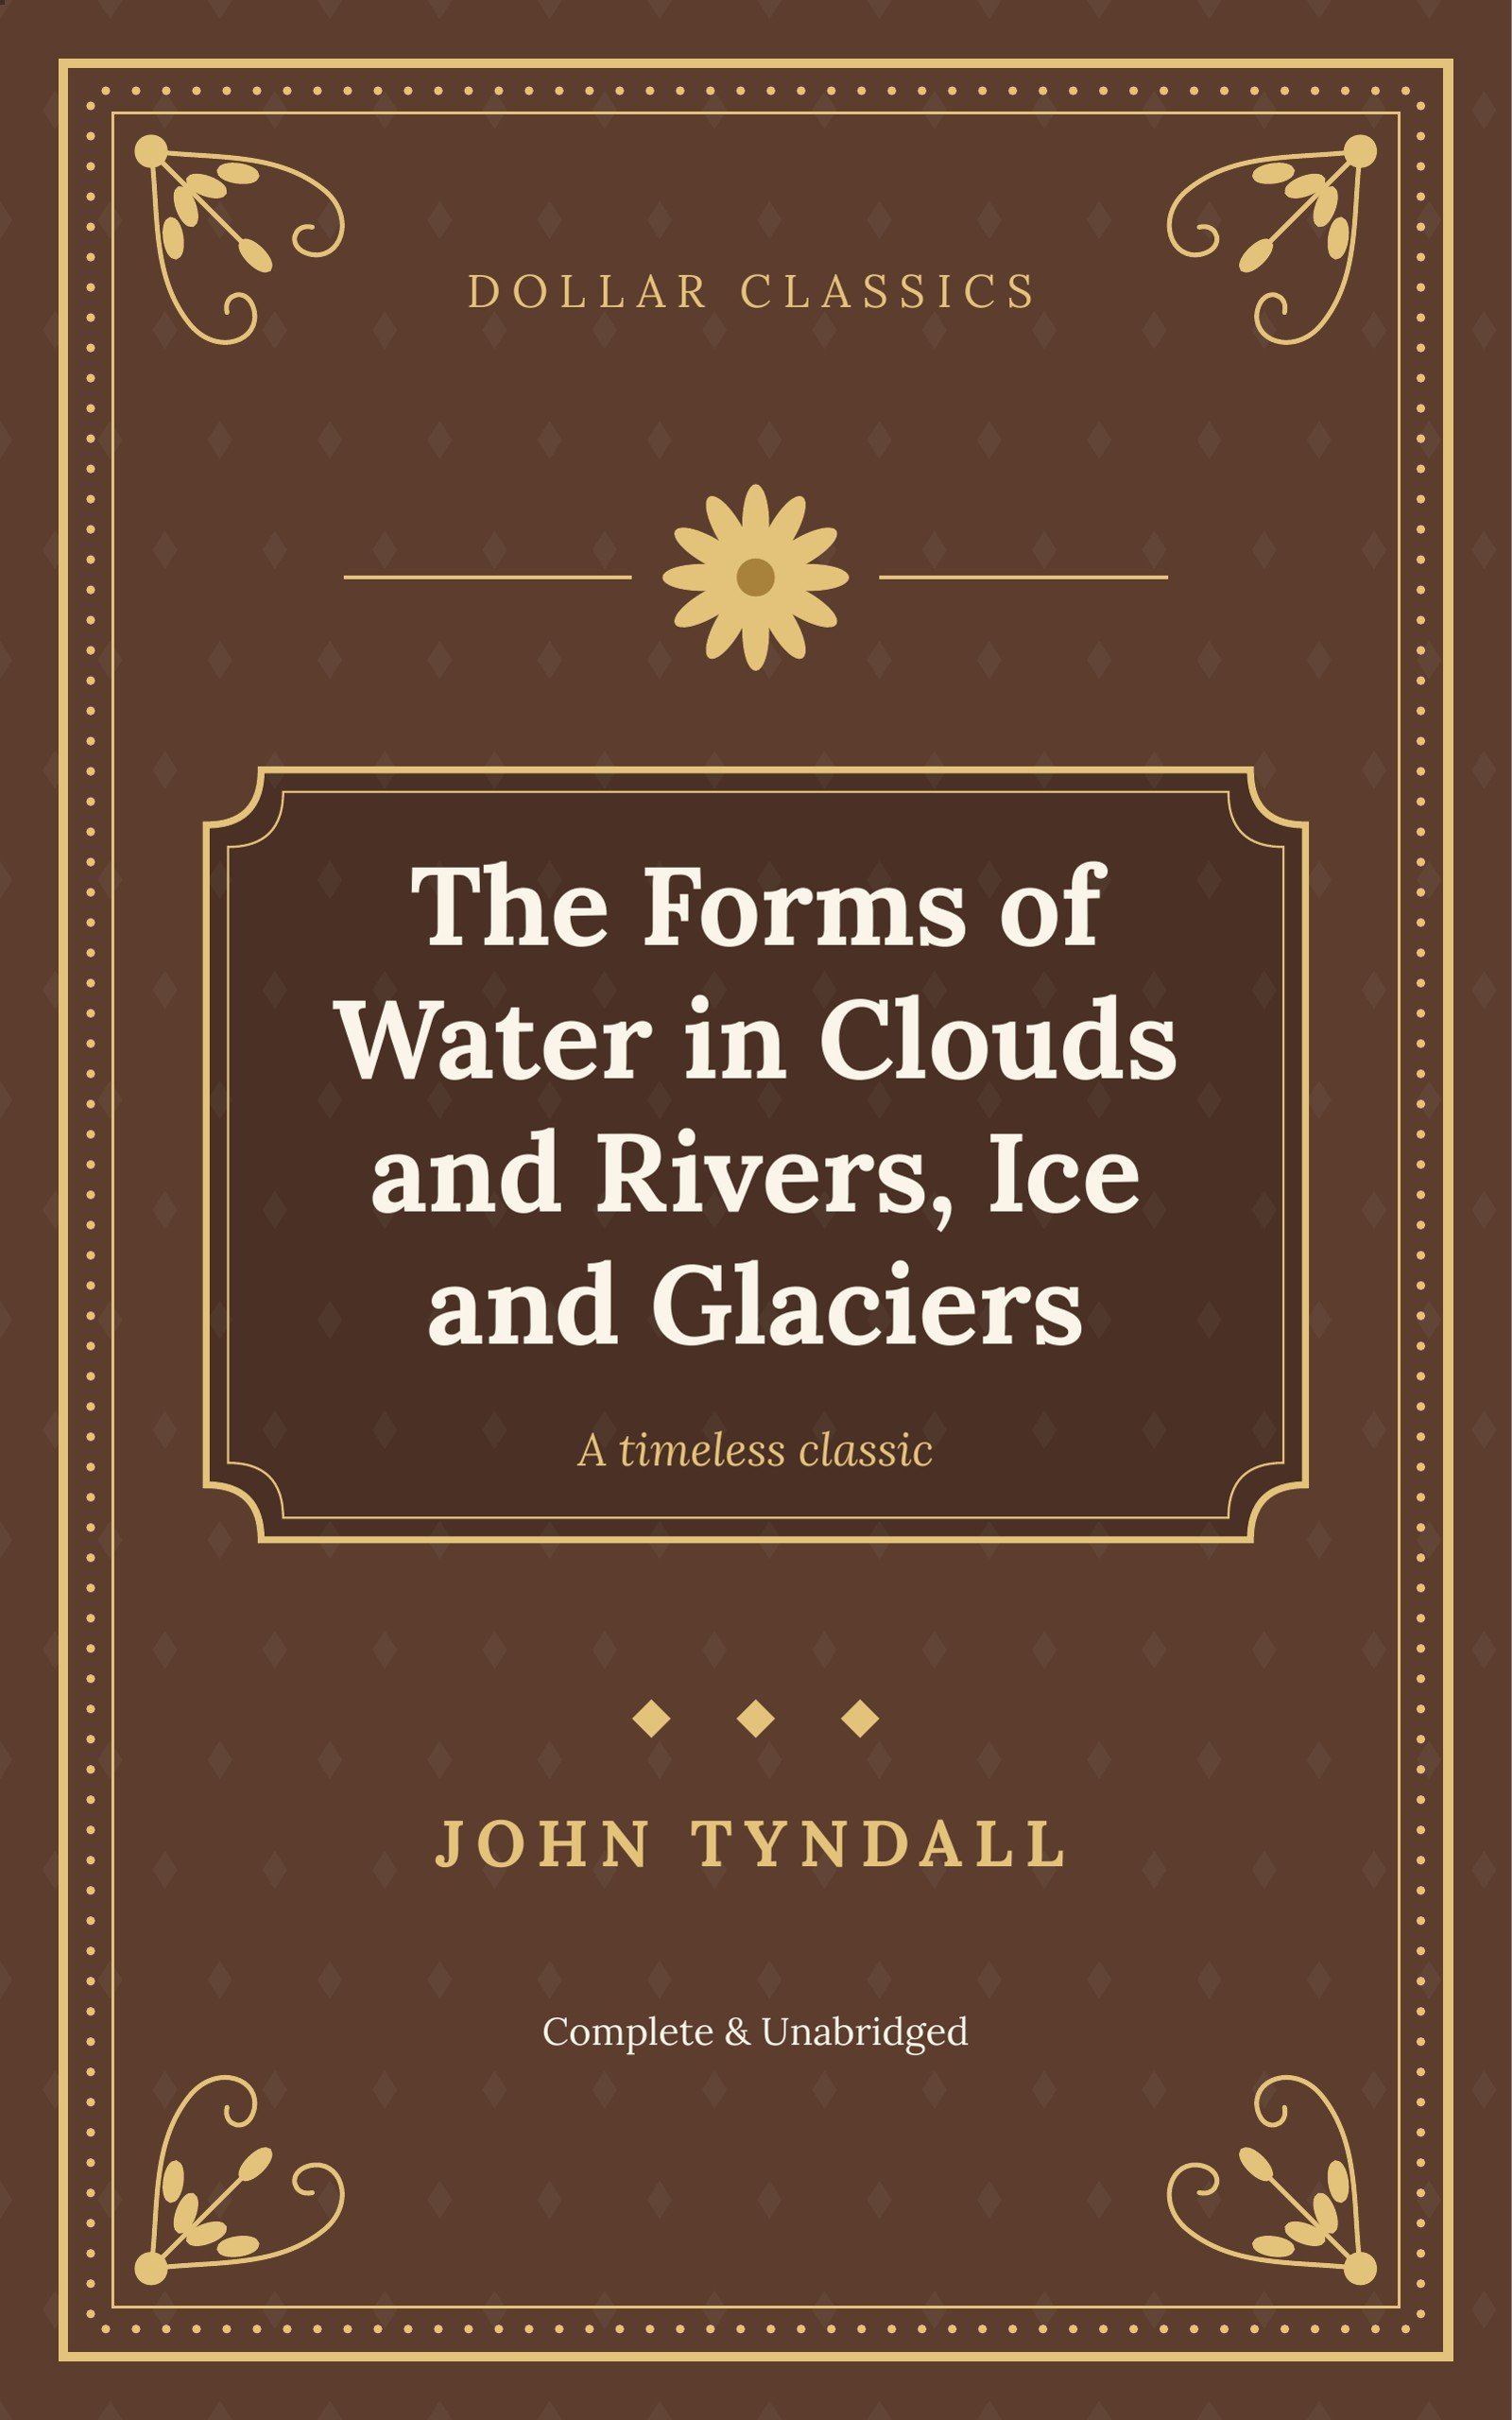 DOLLAR CLASSICS
The Forms of
Water in Clouds
and Rivers, Ice
and Glaciers
A timeless classic
JOHN TYNDALL
Complete & Unabridged